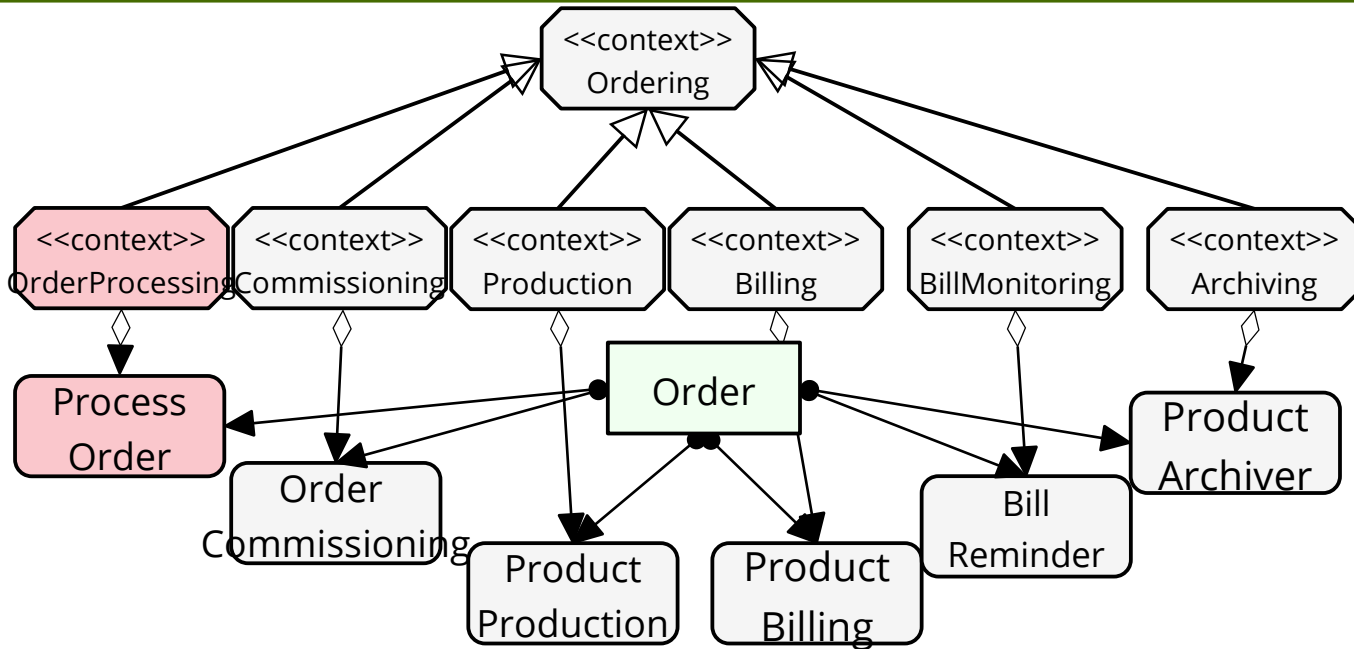 <<context>>
Ordering
<<context>>
OrderProcessing
<<context>>
Commissioning
<<context>>
Production
<<context>>
Billing
<<context>>
BillMonitoring
<<context>>
Archiving
Order
Process
Order
Order
Commissioning
Product
Production
Product
Billing
Bill
Reminder
Product
Archiver